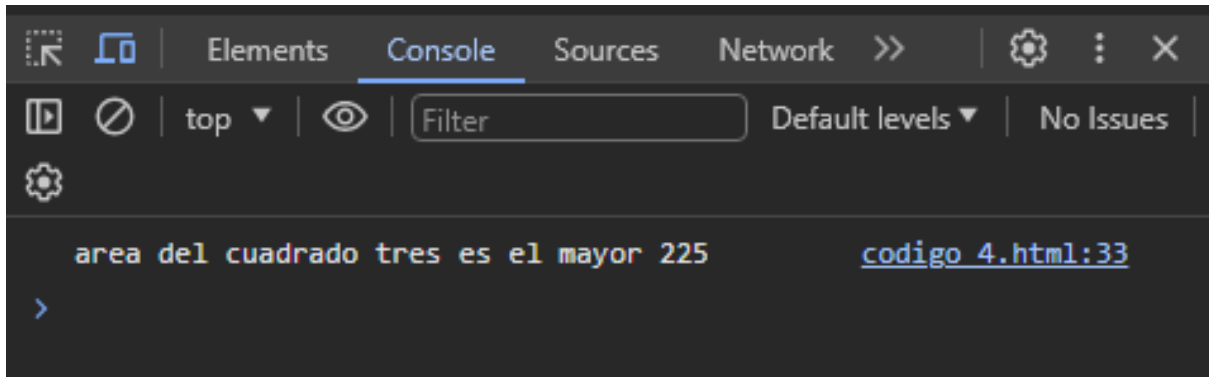 Elements Console Sources Network
top Filter Default levels No Issues
area del cuadrado tres es el mayor 225 codigo 4.html:33